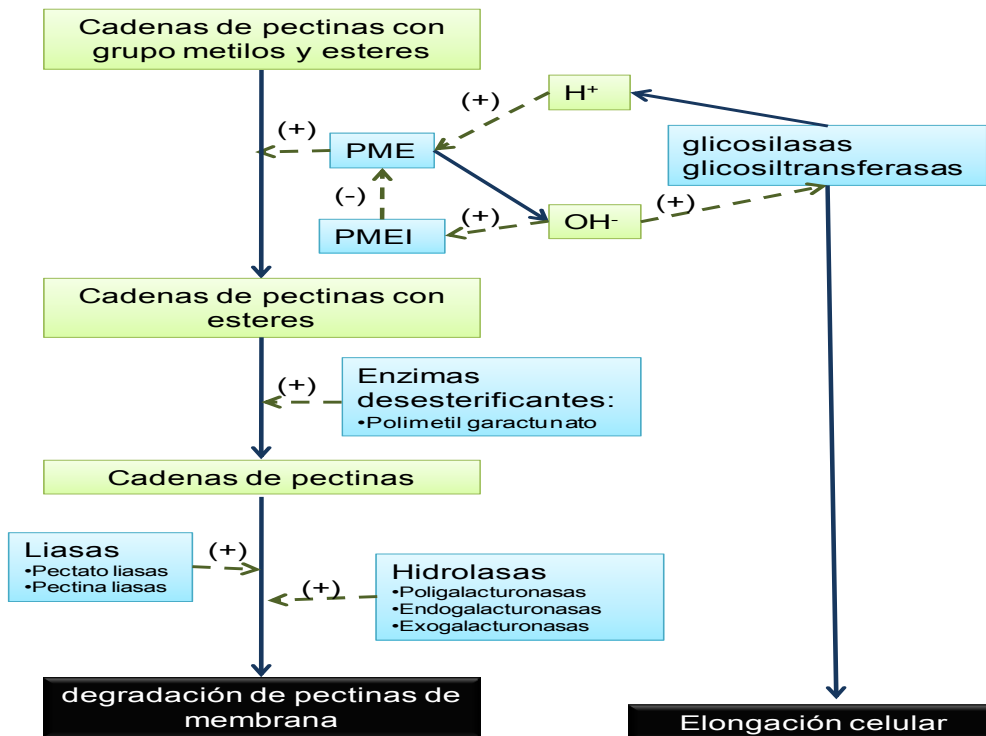 Cadenas de pectinas con
grupo metilos y esteres
H+
(+)
(+)
PME
glicosilasas
glicosiltransferasas
(-)
(+)
OH-
(+)
PMEI
Cadenas de pectinas con
esteres
(+)
Enzimas
desesterificantes:
•Polimetil garactunato
Cadenas de pectinas
Liasas
•Pectato liasas
•Pectina liasas
(+)
(+)
Hidrolasas
•Poligalacturonasas
•Endogalacturonasas
•Exogalacturonasas
degradación de pectinas de
membrana
Elongación celular